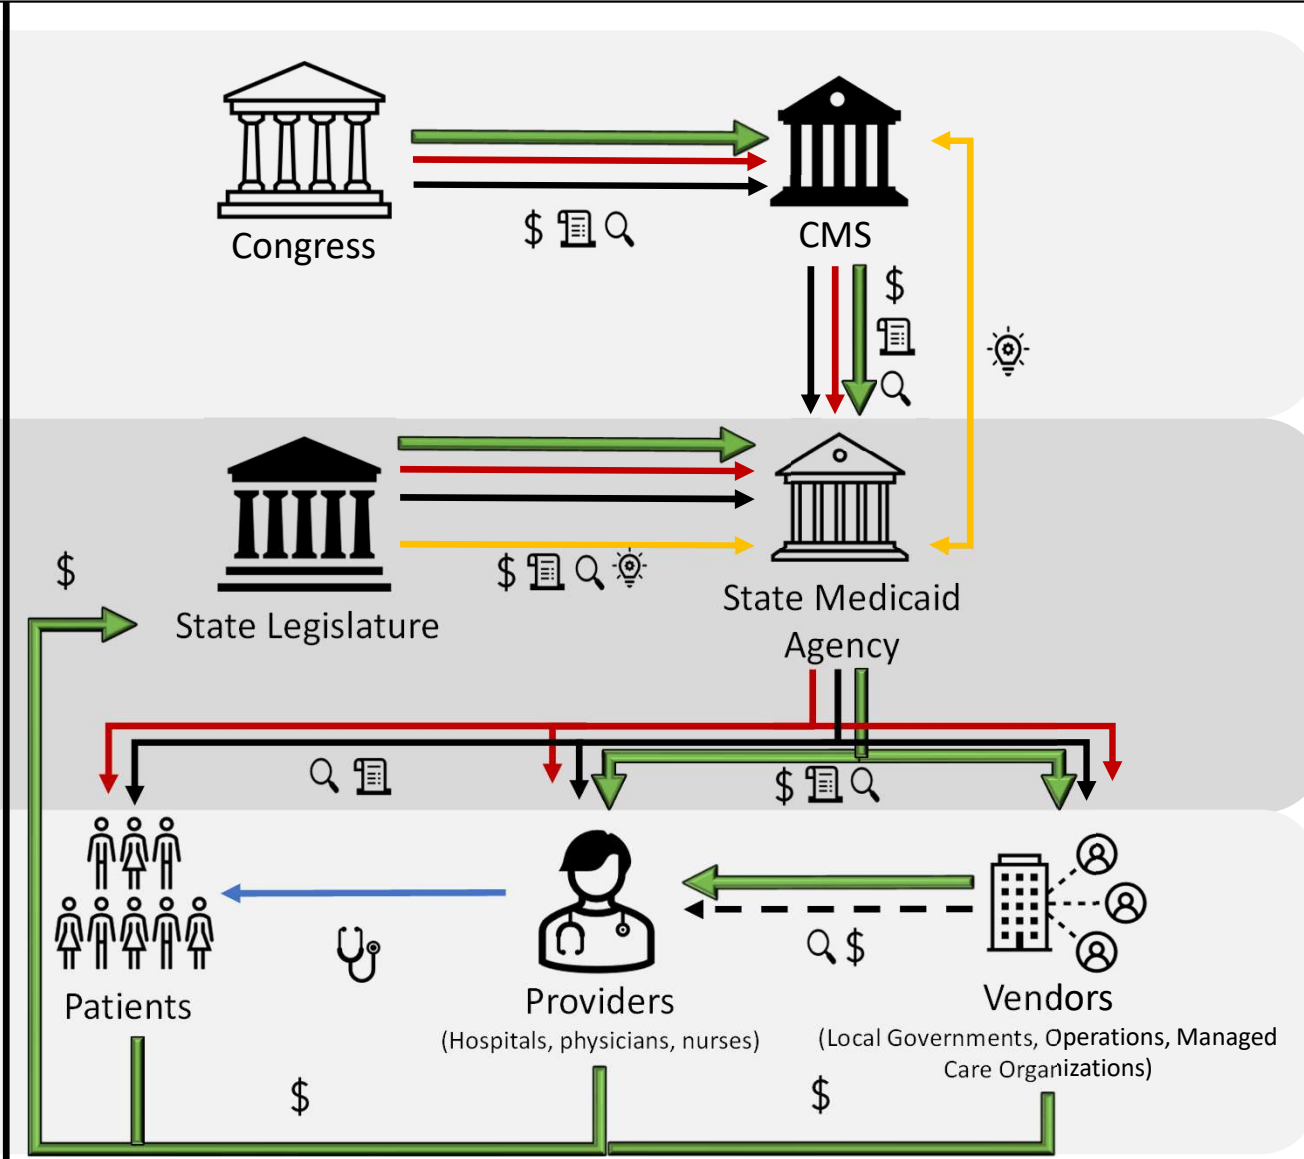 Congress
$
CMS
$
$
$
State Legislature
State Medicaid
Agency
$
Patients
Providers
(Hospitals, physicians, nurses)
$
Vendors
(Local Governments, Operations, Managed
Care Organizations)
$
$